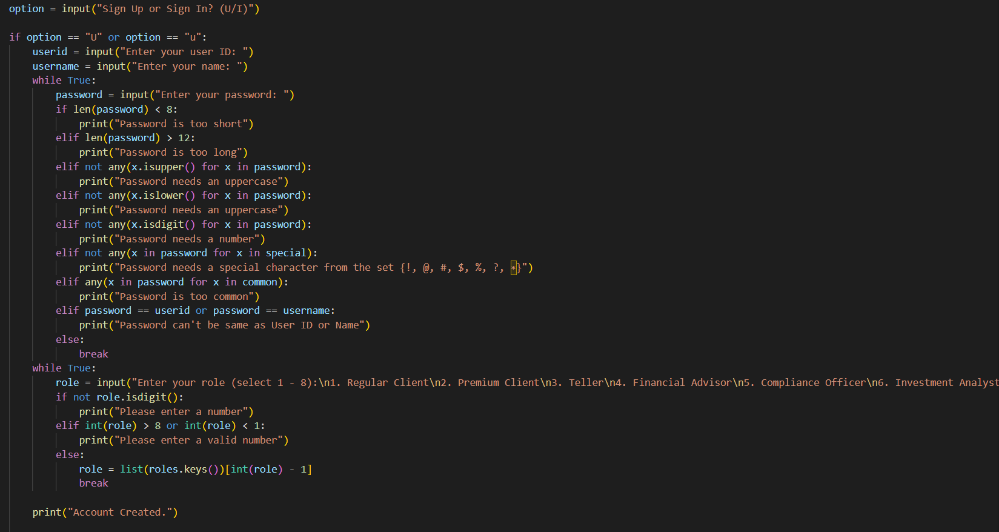 option = input("Sign Up or Sign In? (U/I)")
if option == "U" or option == "u":
    userid = input("Enter your user ID: ")
    username = input("Enter your name: ")
    while True:
        password = input("Enter your password: ")
        if len(password) < 8:
            print("Password is too short")
        elif len(password) > 12:
            print("Password is too long")
        elif not any(x.isupper() for x in password):
            print("Password needs an uppercase")
        elif not any(x.islower() for x in password):
            print("Password needs an uppercase")
        elif not any(x.isdigit() for x in password):
            print("Password needs a number")
        elif not any(x in password for x in special):
            print("Password needs a special character from the set {!, @, #, $, %, ?, *}")
        elif any(x in password for x in common):
            print("Password is too common")
        elif password == userid or password == username:
            print("Password can't be same as User ID or Name")
        else:
            break
    while True:
        role = input("Enter your role (select 1 - 8):\n1. Regular Client\n2. Premium Client\n3. Teller\n4. Financial Advisor\n5. Compliance Officer\n6. Investment Analyst
        if not role.isdigit():
            print("Please enter a number")
        elif int(role) > 8 or int(role) < 1:
            print("Please enter a valid number")
        else:
            role = list(roles.keys())[int(role) - 1]
            break
    print("Account Created.")